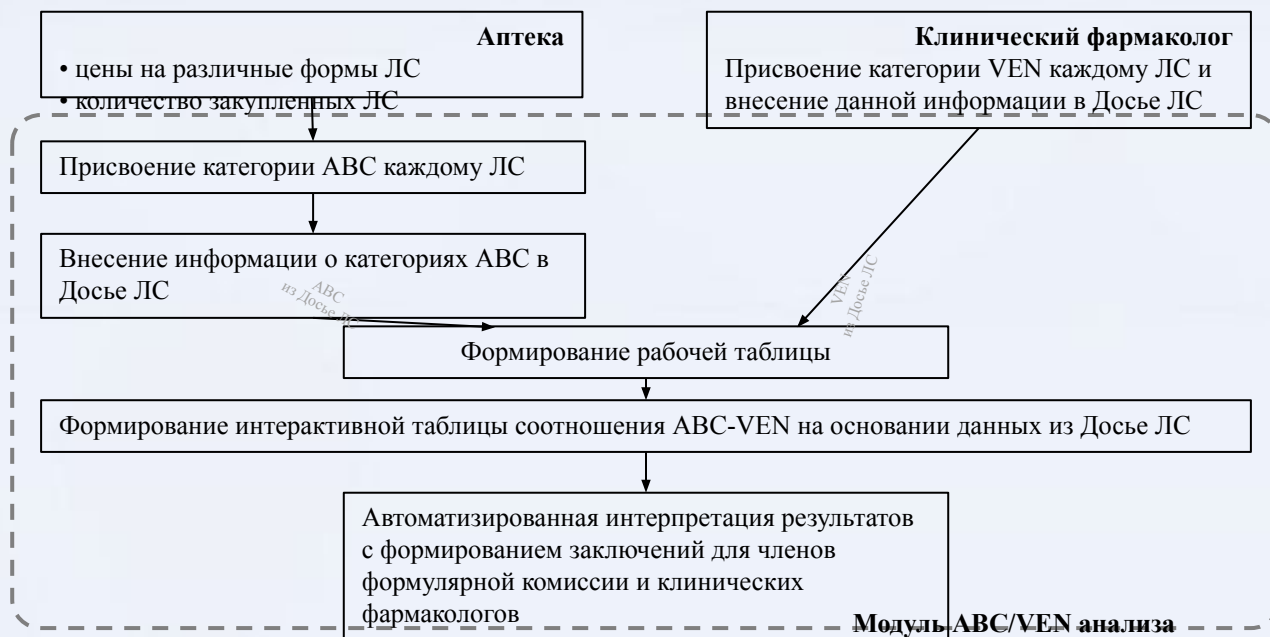 Аптека
• цены на различные формы ЛС
• количество закупленных ЛС
Клинический фармаколог
Присвоение категории VEN каждому ЛС и
внесение данной информации в Досье ЛС
Присвоение категории ABC каждому ЛС
Внесение информации о категориях ABC в
Досье ЛС
ABC
из Досье ЛС
VEN
из Досье ЛС
Формирование рабочей таблицы
Формирование интерактивной таблицы соотношения ABC-VEN на основании данных из Досье ЛС
Автоматизированная интерпретация результатов
с формированием заключений для членов
формулярной комиссии и клинических
фармакологов
Модуль ABC/VEN анализа